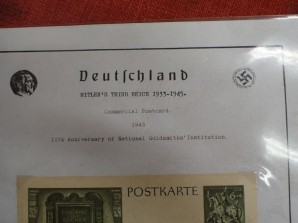 Deutſchland
HITLER'S THIRD REICH 1933-1945.
Commercial Postcard.
1943
10th Anniversary of National Goldsmiths'Institution.
POSTKARTE